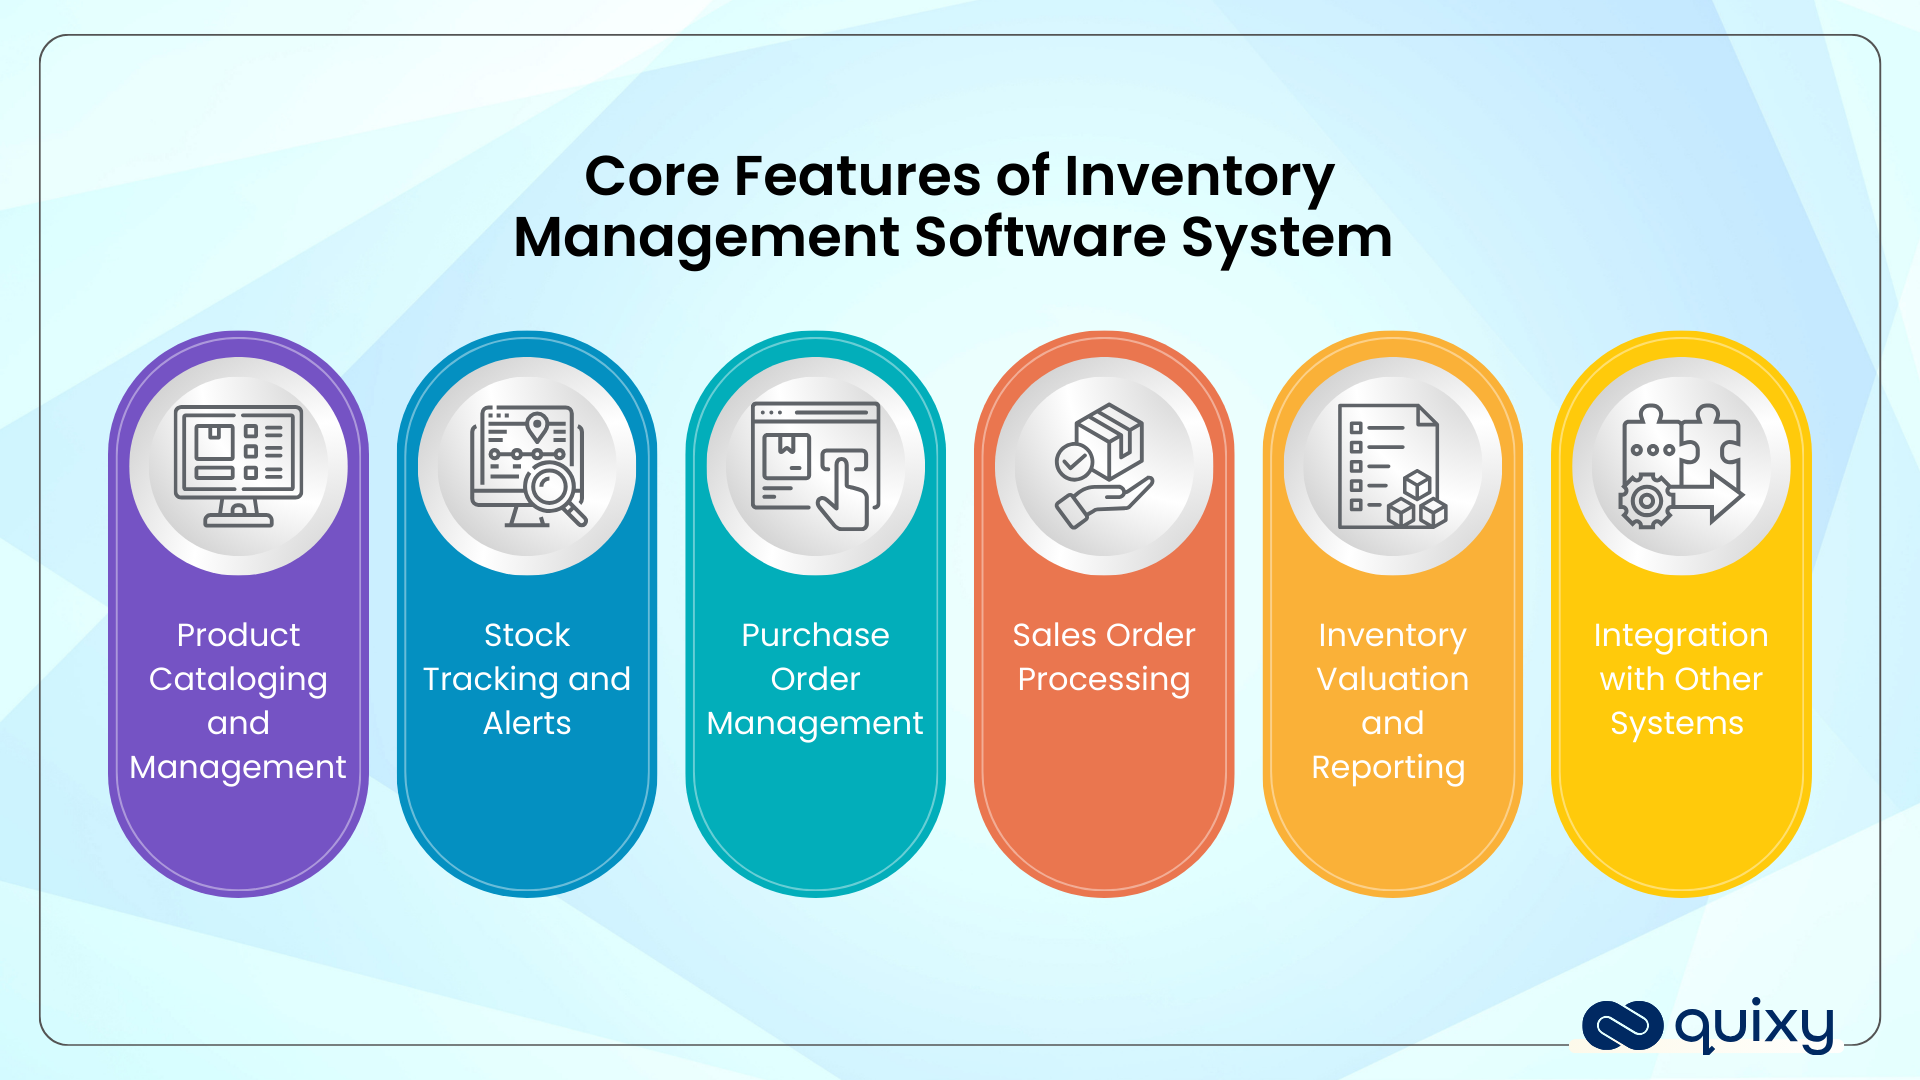 Core Features of Inventory
Management Software System
Product
Cataloging
and
Management
Stock
Tracking and
Alerts
Purchase
Order
Management
Sales Order
Processing
Inventory
Valuation
and
Reporting
Integration
with Other
Systems
quixy